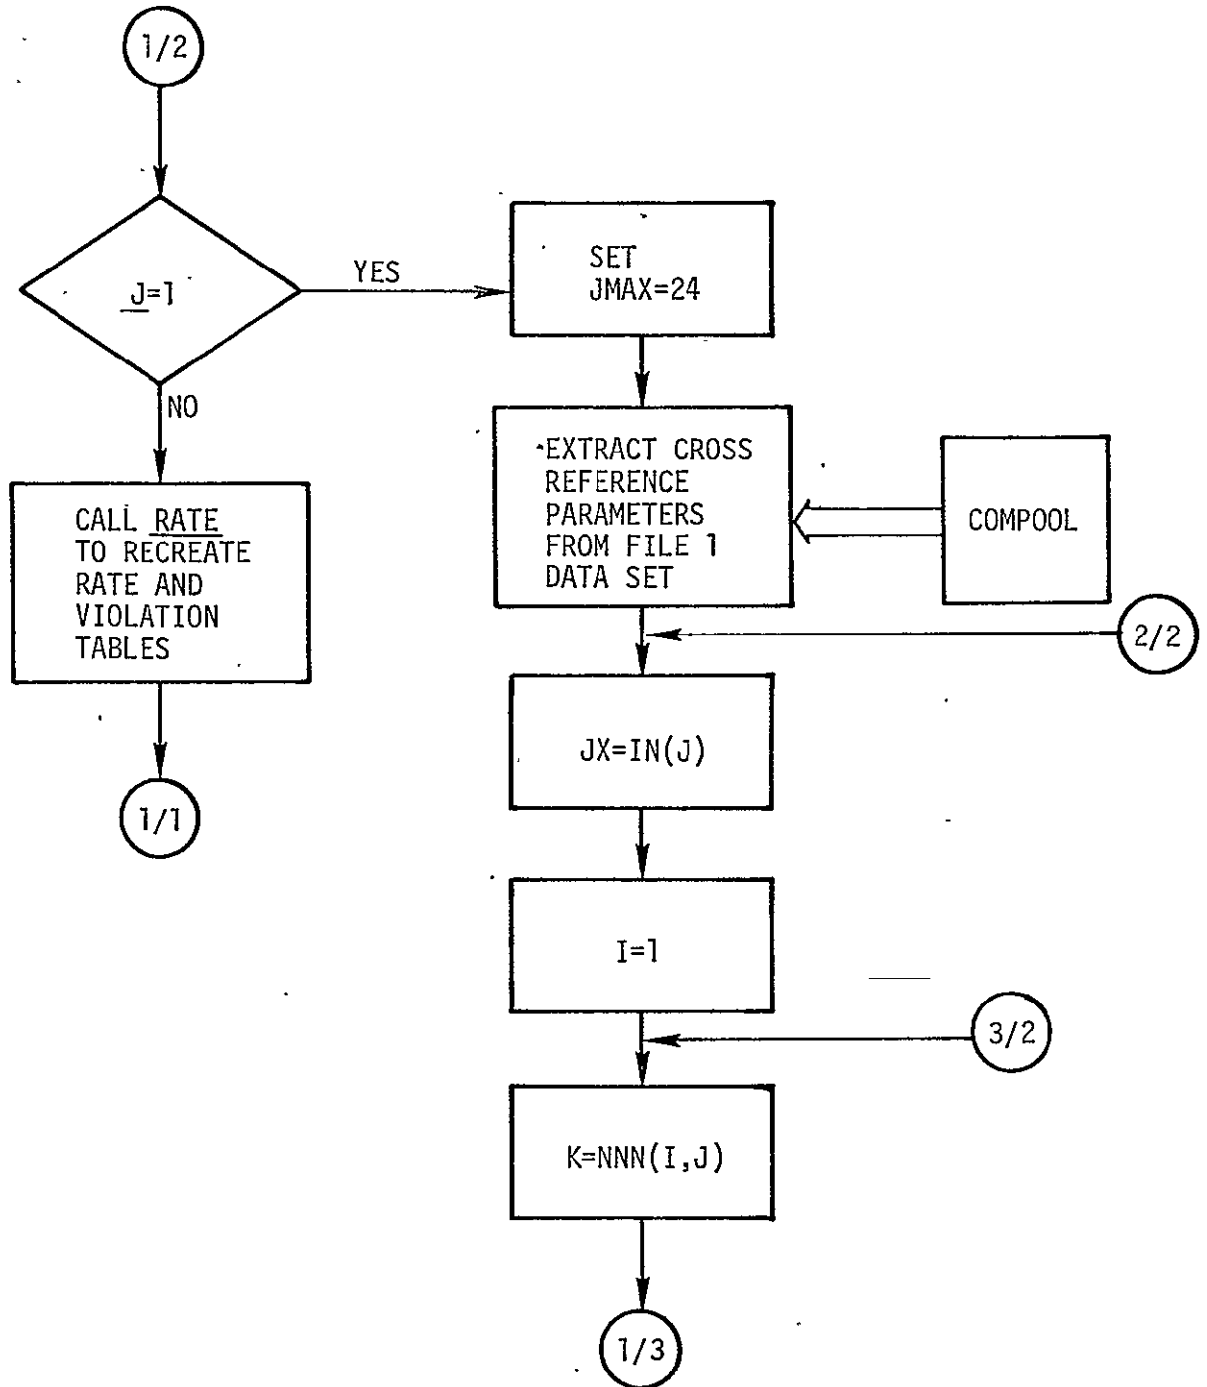 1/2
J=1
YES
NO
SET
JMAX=24
EXTRACT CROSS
REFERENCE
PARAMETERS
FROM FILE 1
DATA SET
COMPOOL
CALL RATE
TO RECREATE
RATE AND
VIOLATION
TABLES
2/2
JX=IN(J)
1/1
I=1
3/2
K=NNN(I,J)
1/3